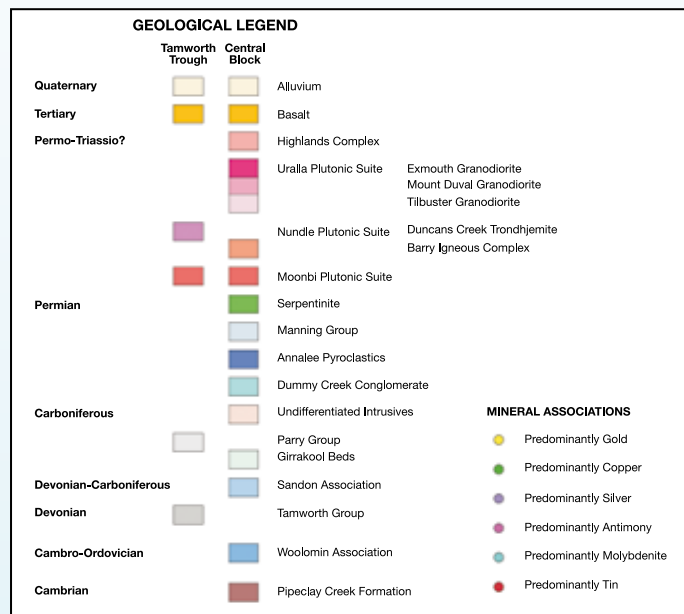 GEOLOGICAL LEGEND
Tamworth Trough
Central Block
Quaternary Alluvium
Tertiary Basalt
Permo-Triassio? Highlands Complex
Uralla Plutonic Suite Exmouth Granodiorite
Mount Duval Granodiorite
Tilbuster Granodiorite
Nundle Plutonic Suite Duncans Creek Trondhjemite
Barry Igneous Complex
Moonbi Plutonic Suite
Permian Serpentinite
Manning Group
Annalee Pyroclastics
Dummy Creek Conglomerate
Carboniferous Undifferentiated Intrusives
Parry Group
Girrakool Beds
Devonian-Carboniferous Sandon Association
Devonian Tamworth Group
Cambro-Ordovician Woolomin Association
Cambrian Pipeclay Creek Formation
MINERAL ASSOCIATIONS
Predominantly Gold
Predominantly Copper
Predominantly Silver
Predominantly Antimony
Predominantly Molybdenite
Predominantly Tin